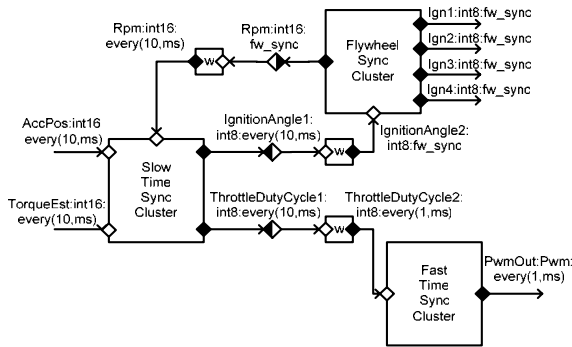 Rpm:int16:
every(10,ms)
w
Rpm:int16:
fw_sync
Flywheel
Sync
Cluster
Ign1:int8:fw_sync
Ign2:int8:fw_sync
Ign3:int8:fw_sync
Ign4:int8:fw_sync
AccPos:int16
every(10,ms)
TorqueEst:int16:
every(10,ms)
Slow
Time
Sync
Cluster
IgnitionAngle1:
int8:every(10,ms)
w
IgnitionAngle2:
int8:fw_sync
ThrottleDutyCycle1:
int8:every(10,ms)
w
ThrottleDutyCycle2:
int8:every(1,ms)
Fast
Time
Sync
Cluster
PwmOut:Pwm:
every(1,ms)